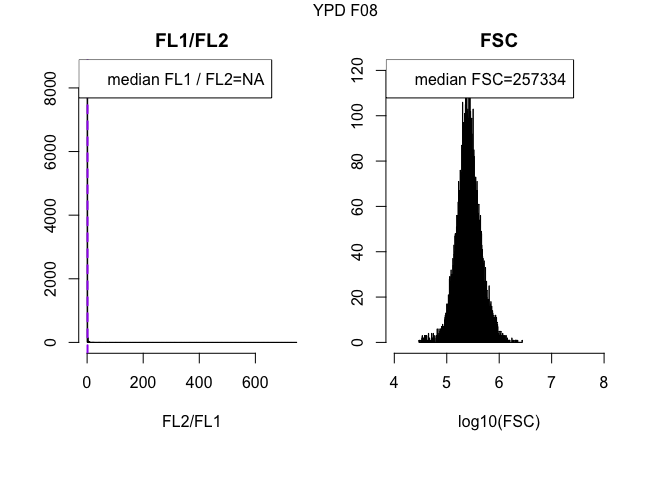 YPD F08
FL1/FL2
median FL1 / FL2=NA
8000
6000
4000
2000
0
0 200 400 600
FL2/FL1
FSC
median FSC=257334
120
100
80
60
40
20
0
4 5 6 7 8
log10(FSC)